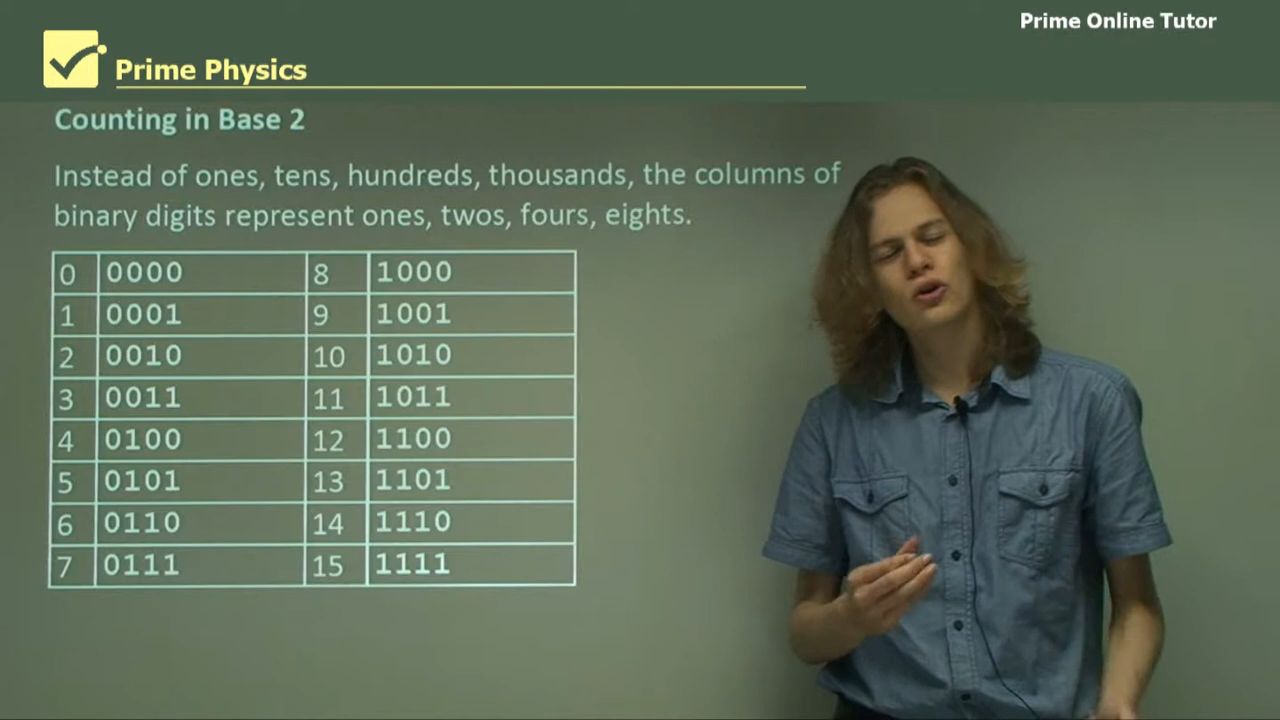 Prime Online Tutor
Prime Physics
Counting in Base 2
Instead of ones, tens, hundreds, thousands, the columns of
binary digits represent ones, twos, fours, eights.
0 0000 8 1000
1 0001 9 1001
2 0010 10 1010
3 0011 11 1011
4 0100 12 1100
5 0101 13 1101
6 0110 14 1110
7 0111 15 1111